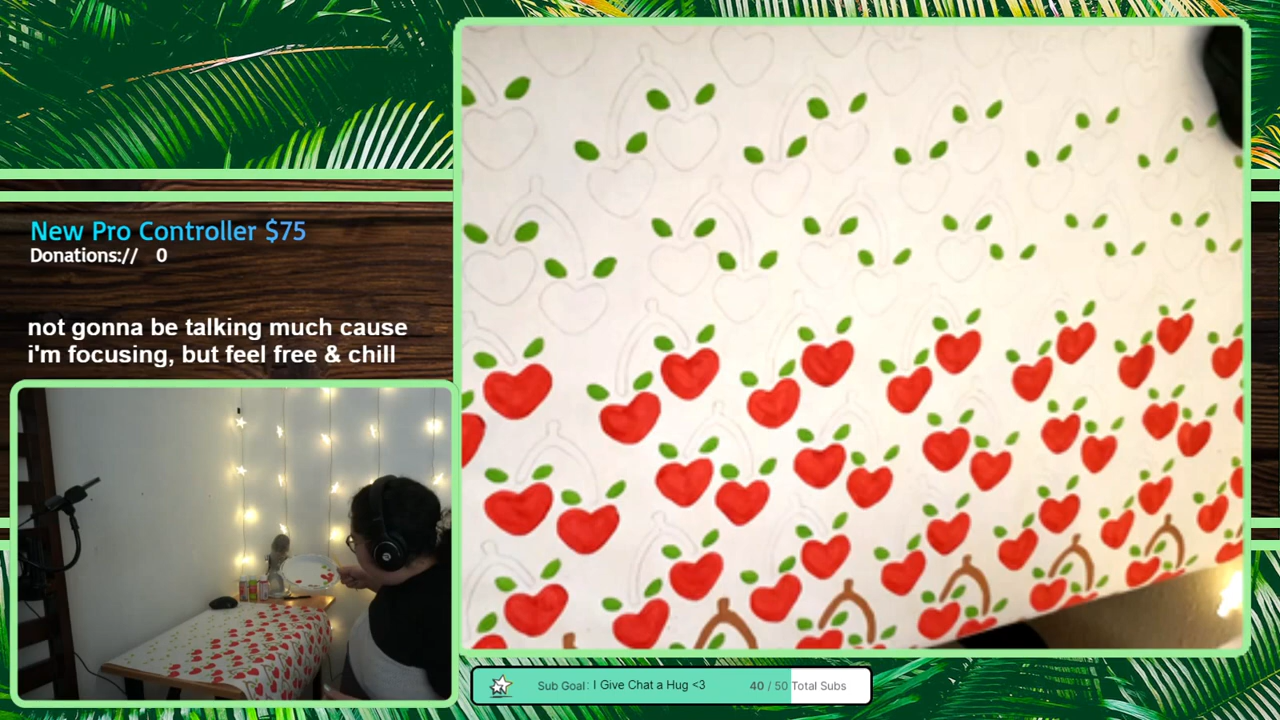 New Pro Controller $75
Donations:// 0
not gonna be talking much cause
i'm focusing, but feel free & chill
Sub Goal: I Give Chat a Hug <3 40 / 50 Total Subs